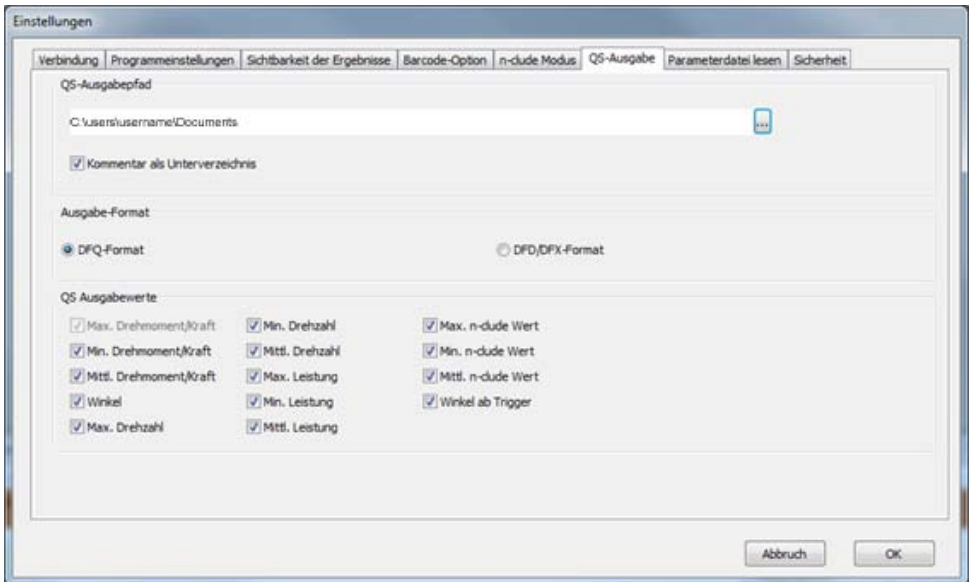 Einstellungen
Verbindung Programmeinstellungen Sichtbarkeit der Ergebnisse Barcode-Option n-clude Modus QS-Ausgabe Parameterdatei lesen Sicherheit
QS-Ausgabepfad
C:\users\username\Documents
...
Kommentar als Unterverzeichnis
Ausgabe-Format
DFQ-Format DFD/DFX-Format
QS Ausgabewerte
Max. Drehmoment/Kraft Min. Drehzahl Max. n-clude Wert
Min. Drehmoment/Kraft Mittl. Drehzahl Min. n-clude Wert
Mittl. Drehmoment/Kraft Max. Leistung Mittl. n-clude Wert
Winkel Min. Leistung Winkel ab Trigger
Max. Drehzahl Mittl. Leistung
Abbruch OK